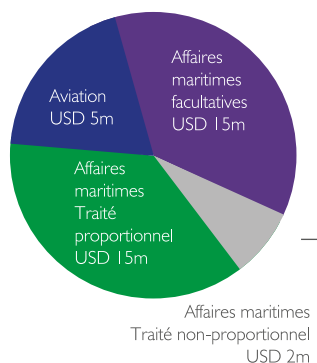 Affaires
maritimes
facultatives
USD 15m
Aviation
USD 5m
Affaires
maritimes
Traité
proportionnel
USD 15m
Affaires maritimes
Traité non-proportionnel
USD 2m